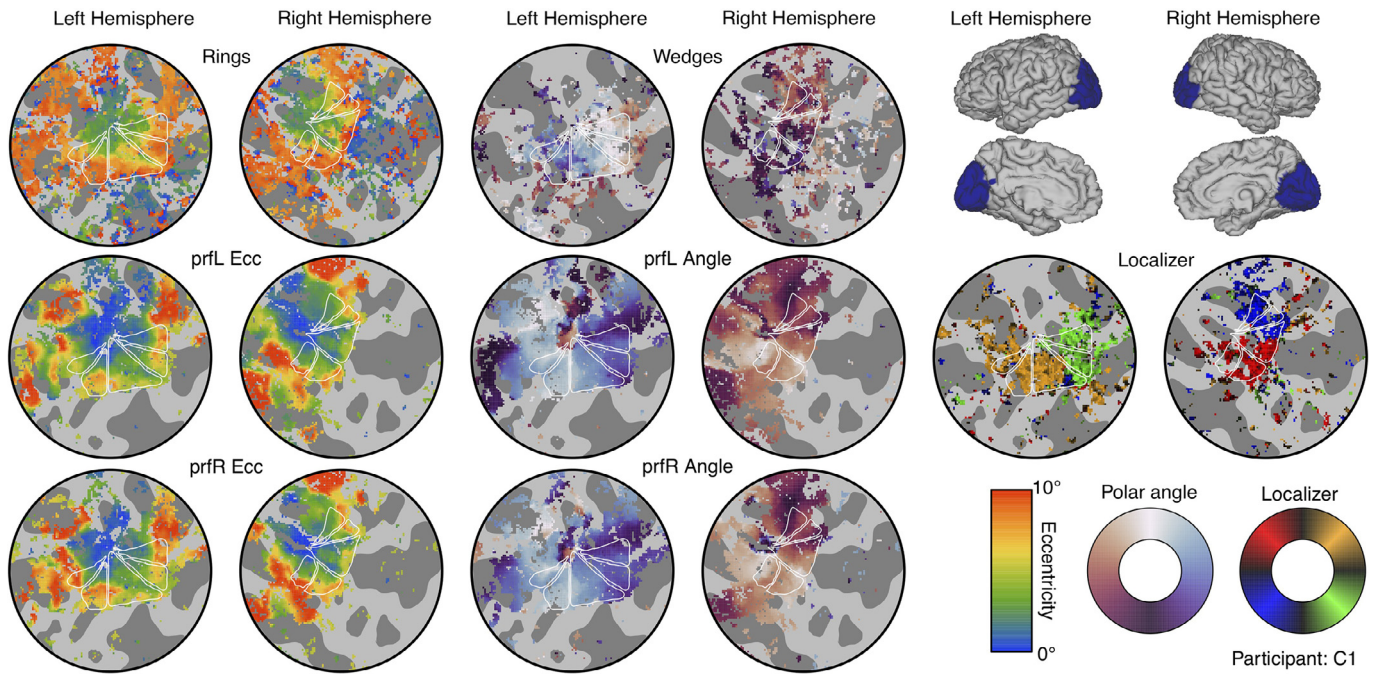 Left Hemisphere Right Hemisphere Left Hemisphere Right Hemisphere Left Hemisphere Right Hemisphere
Rings Wedges
prfL Ecc prfL Angle Localizer
prfR Ecc prfR Angle
10° Polar angle Localizer
Eccentricity
0°
Participant: C1